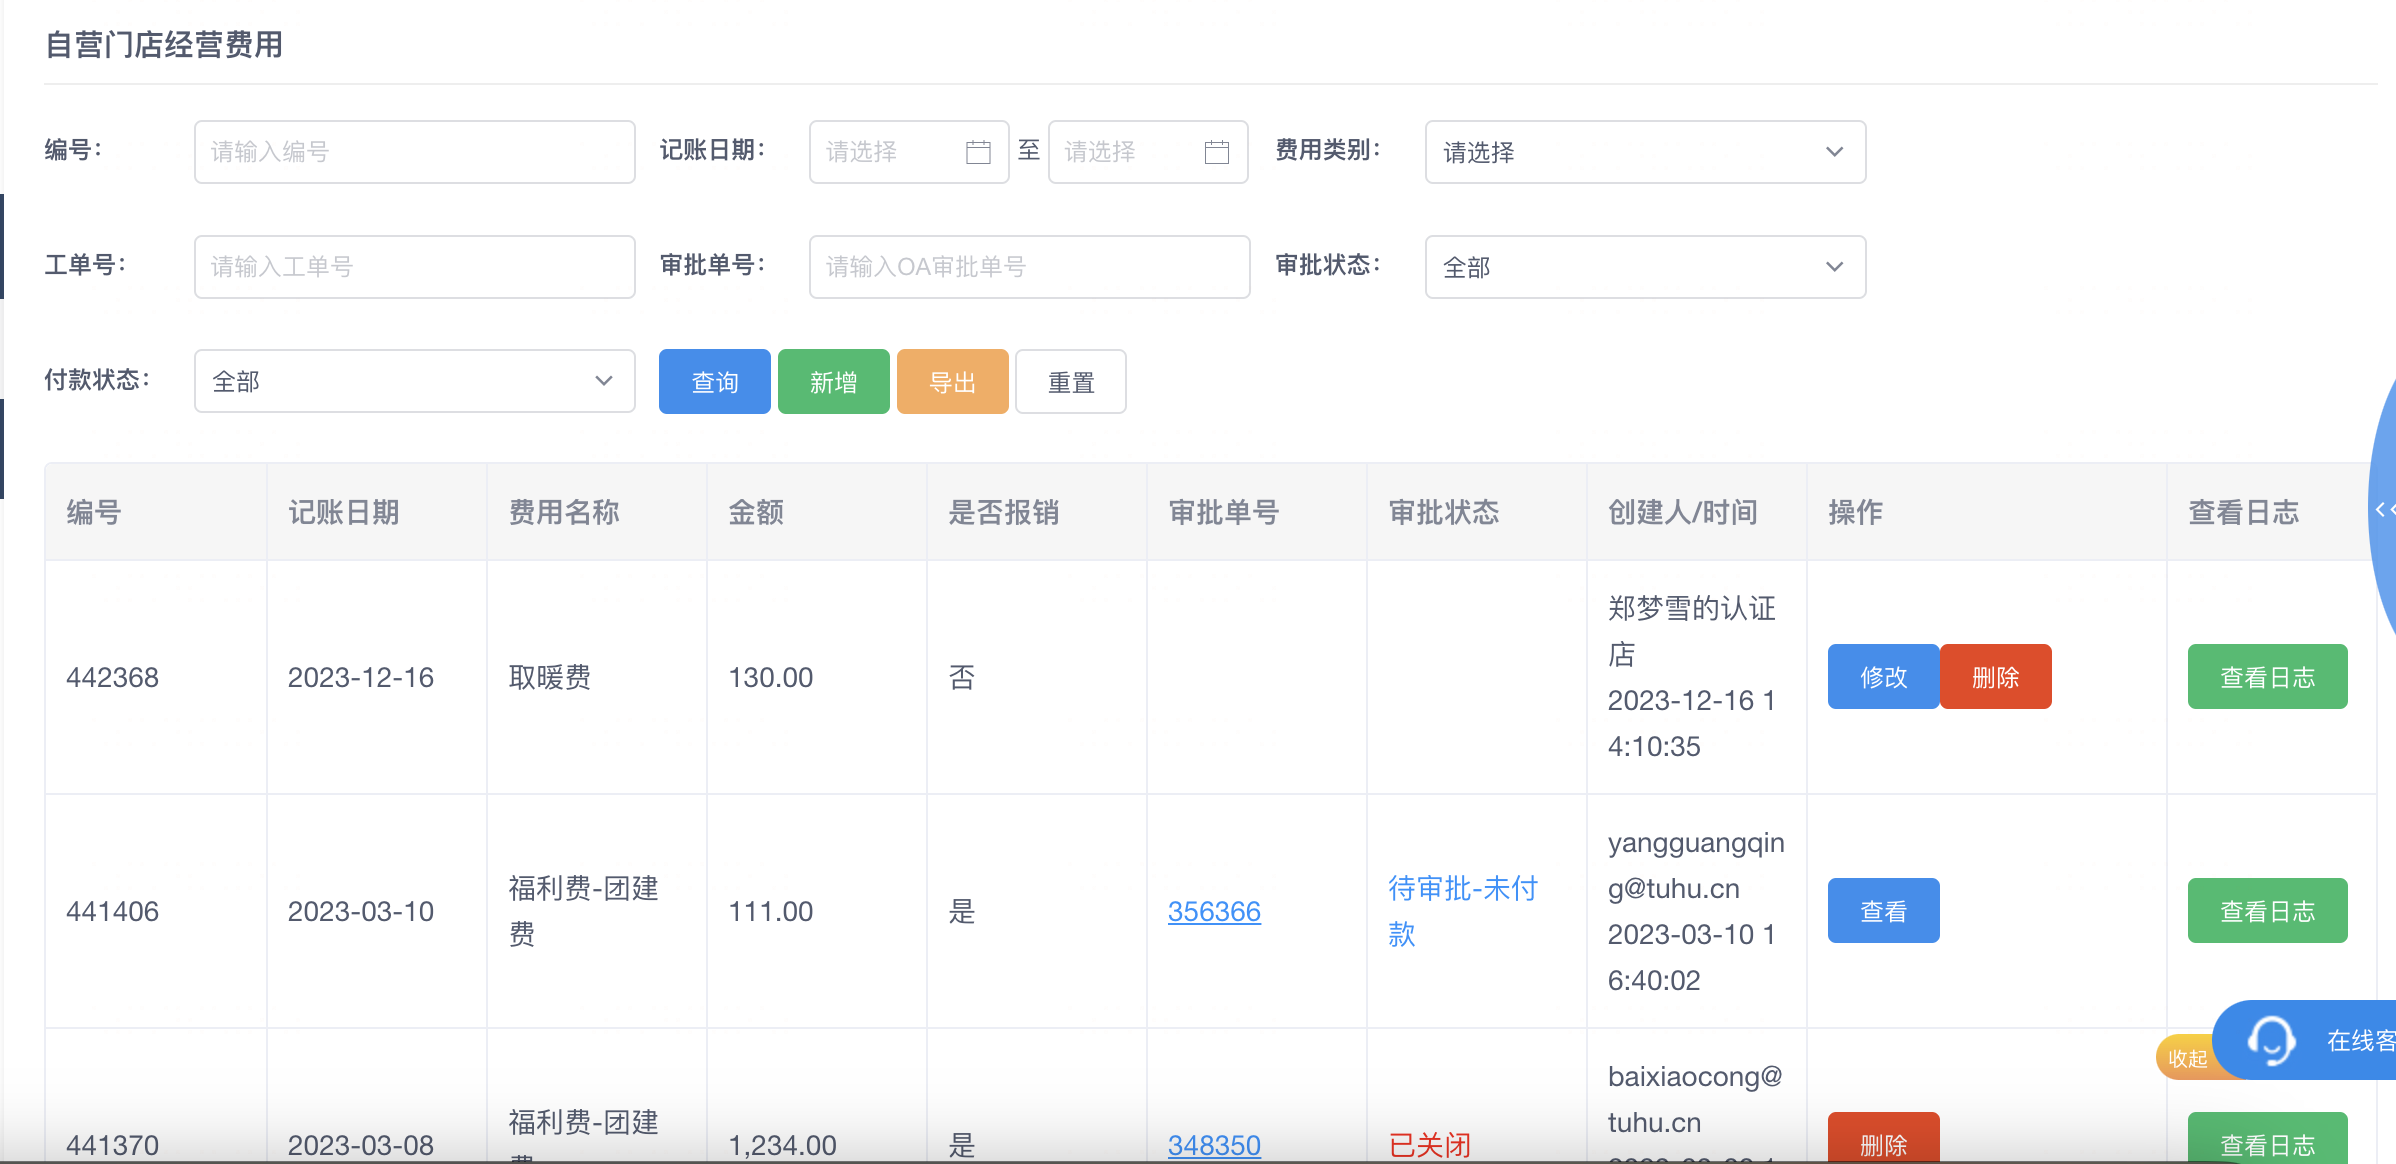 自营门店经营费用
编号： 请输入编号 记账日期： 请选择 至 请选择 费用类别： 请选择
工单号： 请输入工单号 审批单号： 请输入OA审批单号 审批状态： 全部
付款状态： 全部 查询 新增 导出 重置
编号 记账日期 费用名称 金额 是否报销 审批单号 审批状态 创建人/时间 操作 查看日志
442368 2023-12-16 取暖费 130.00 否
郑梦雪的认证
店
2023-12-16 1
4:10:35
修改 删除 查看日志
441406 2023-03-10
福利费-团建
费
111.00 是 356366
待审批-未付
款
yangguangqin
g@tuhu.cn
2023-03-10 1
6:40:02
查看 查看日志
441370 2023-03-08
福利费-团建
1,234.00 是 348350 已关闭
baixiaocong@
tuhu.cn
删除 查看日志
收起 在线客